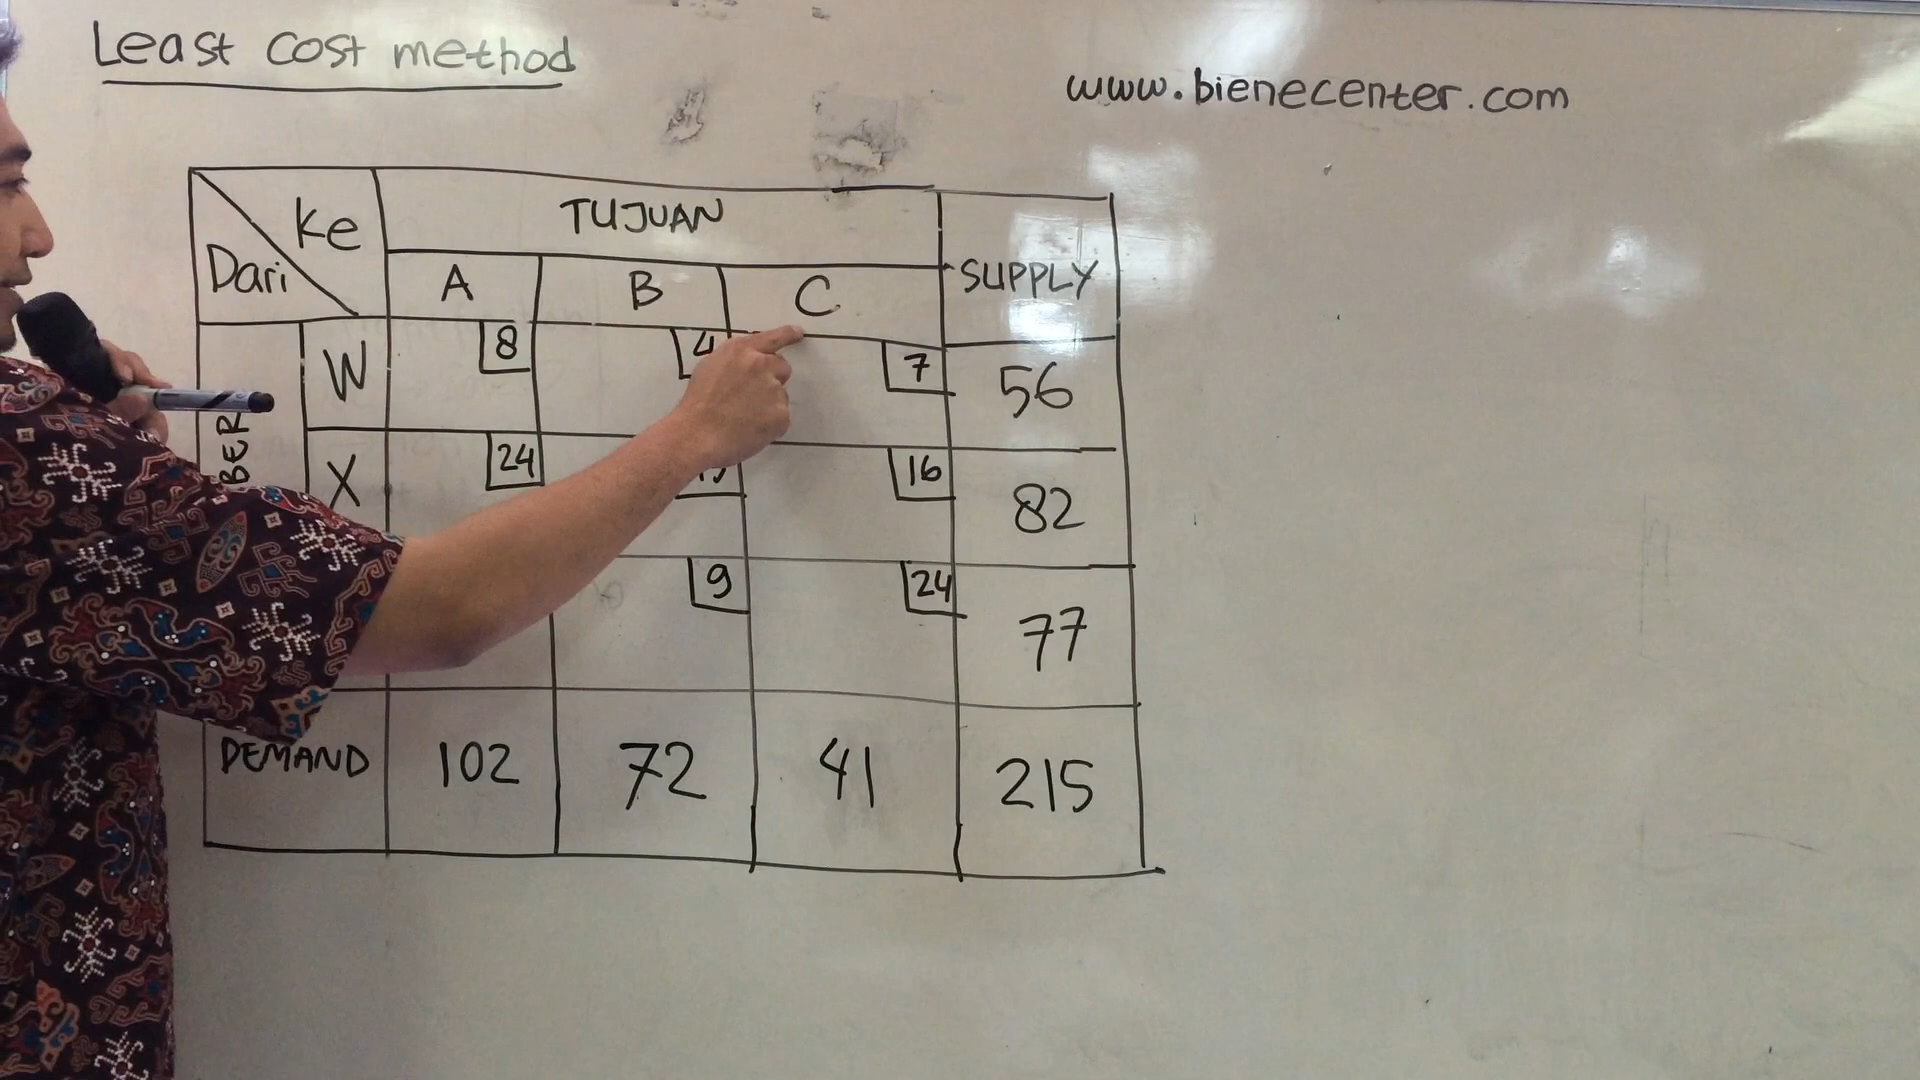 Least cost method
www.bienecenter.com
Ke TUJUAN
Dari A B C SUPPLY
W 8 4 7 56
X 24 16 82
9 24 77
DEMAND 102 72 41 215